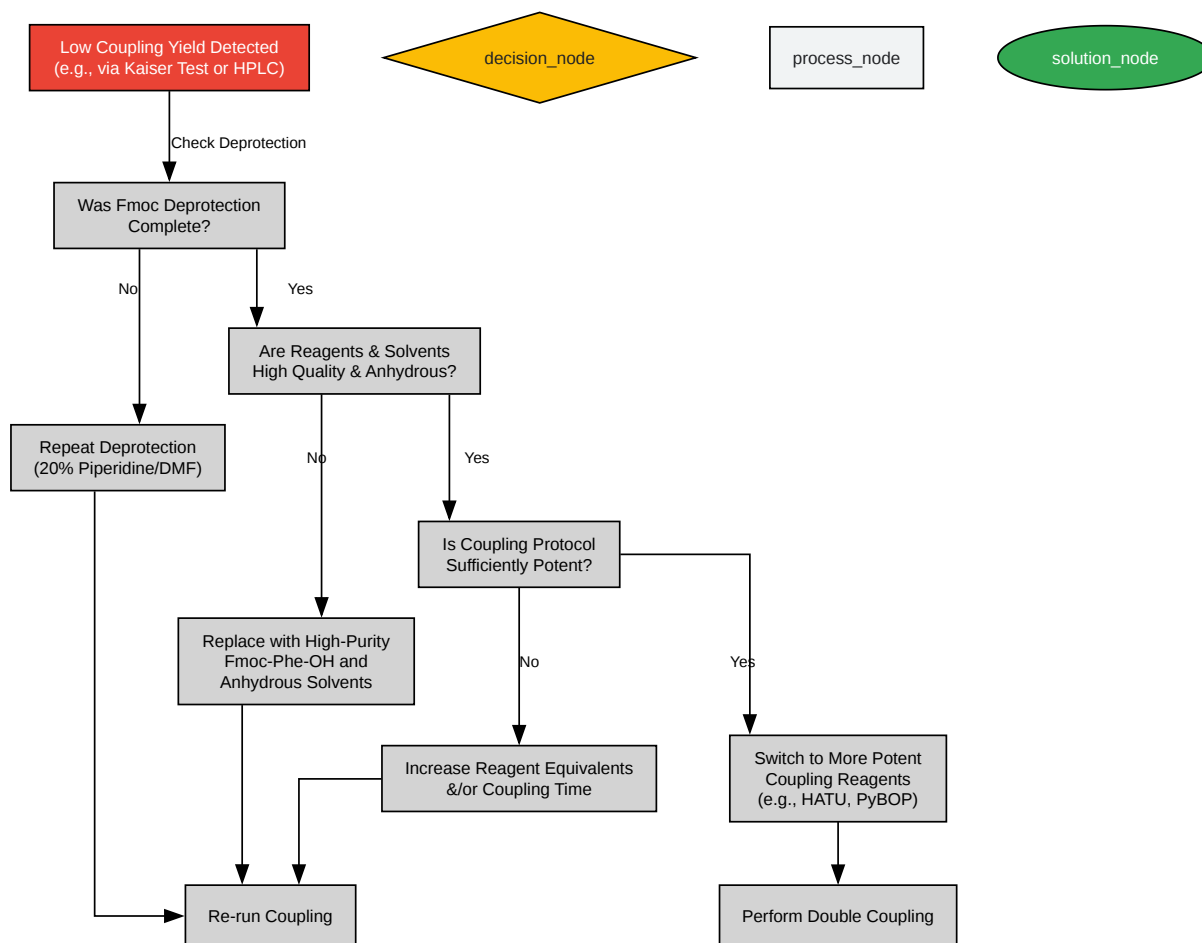 Low Coupling Yield Detected
(e.g., via Kaiser Test or HPLC)
decision_node
process_node
solution_node
Check Deprotection
Was Fmoc Deprotection
Complete?
No
Yes
Are Reagents & Solvents
High Quality & Anhydrous?
Repeat Deprotection
(20% Piperidine/DMF)
No
Yes
Is Coupling Protocol
Sufficiently Potent?
Replace with High-Purity
Fmoc-Phe-OH and
Anhydrous Solvents
No
Yes
Increase Reagent Equivalents
&/or Coupling Time
Switch to More Potent
Coupling Reagents
(e.g., HATU, PyBOP)
Re-run Coupling
Perform Double Coupling